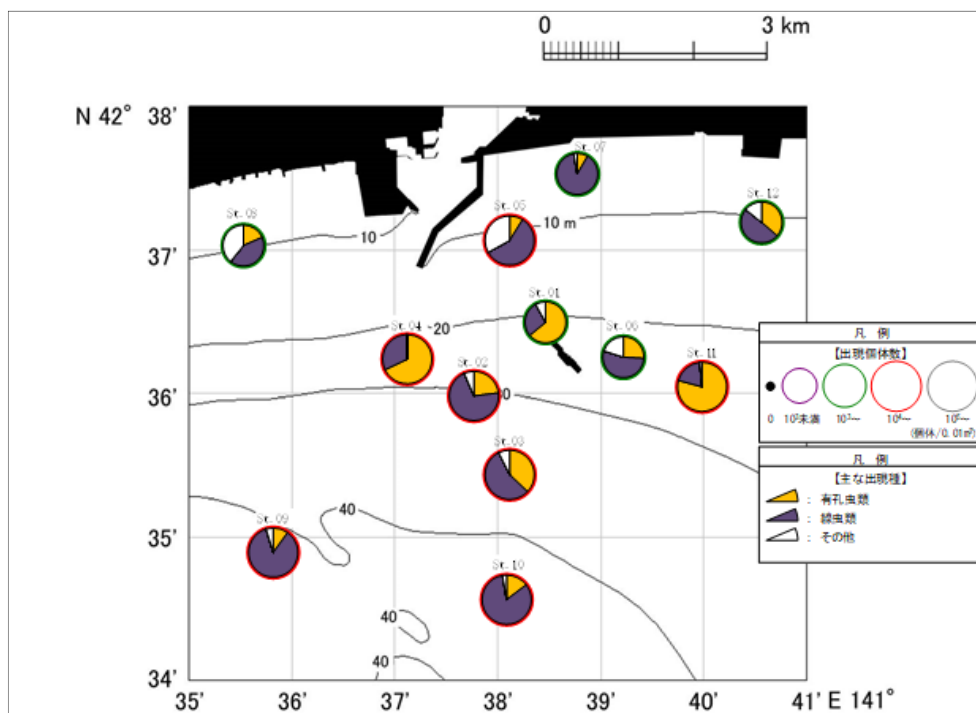 0 3 km
N 42° 38'
St. 07
St. 12
St. 05
St. 08
10 m
10
37'
St. 01
St. 04 -20
St. 06
St. 02
St. 11
36'
凡 例
【出現個体数】
0 10²未満 10³~ 10⁴~ 10⁵~
(個体/0.01m²)
St. 03
凡 例
【主な出現種】
: 有孔虫類
: 線虫類
: その他
40
35'
St. 09
St. 10
40
40
34'
35' 36' 37' 38' 39' 40' 41' E 141°